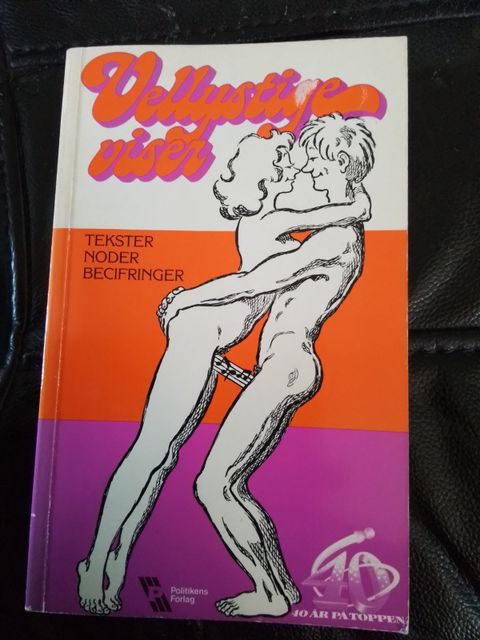 Vellystige
viser
TEKSTER
NODER
BECIFRINGER
Politikens
Forlag
40
40 ÅR PÅ TOPPEN